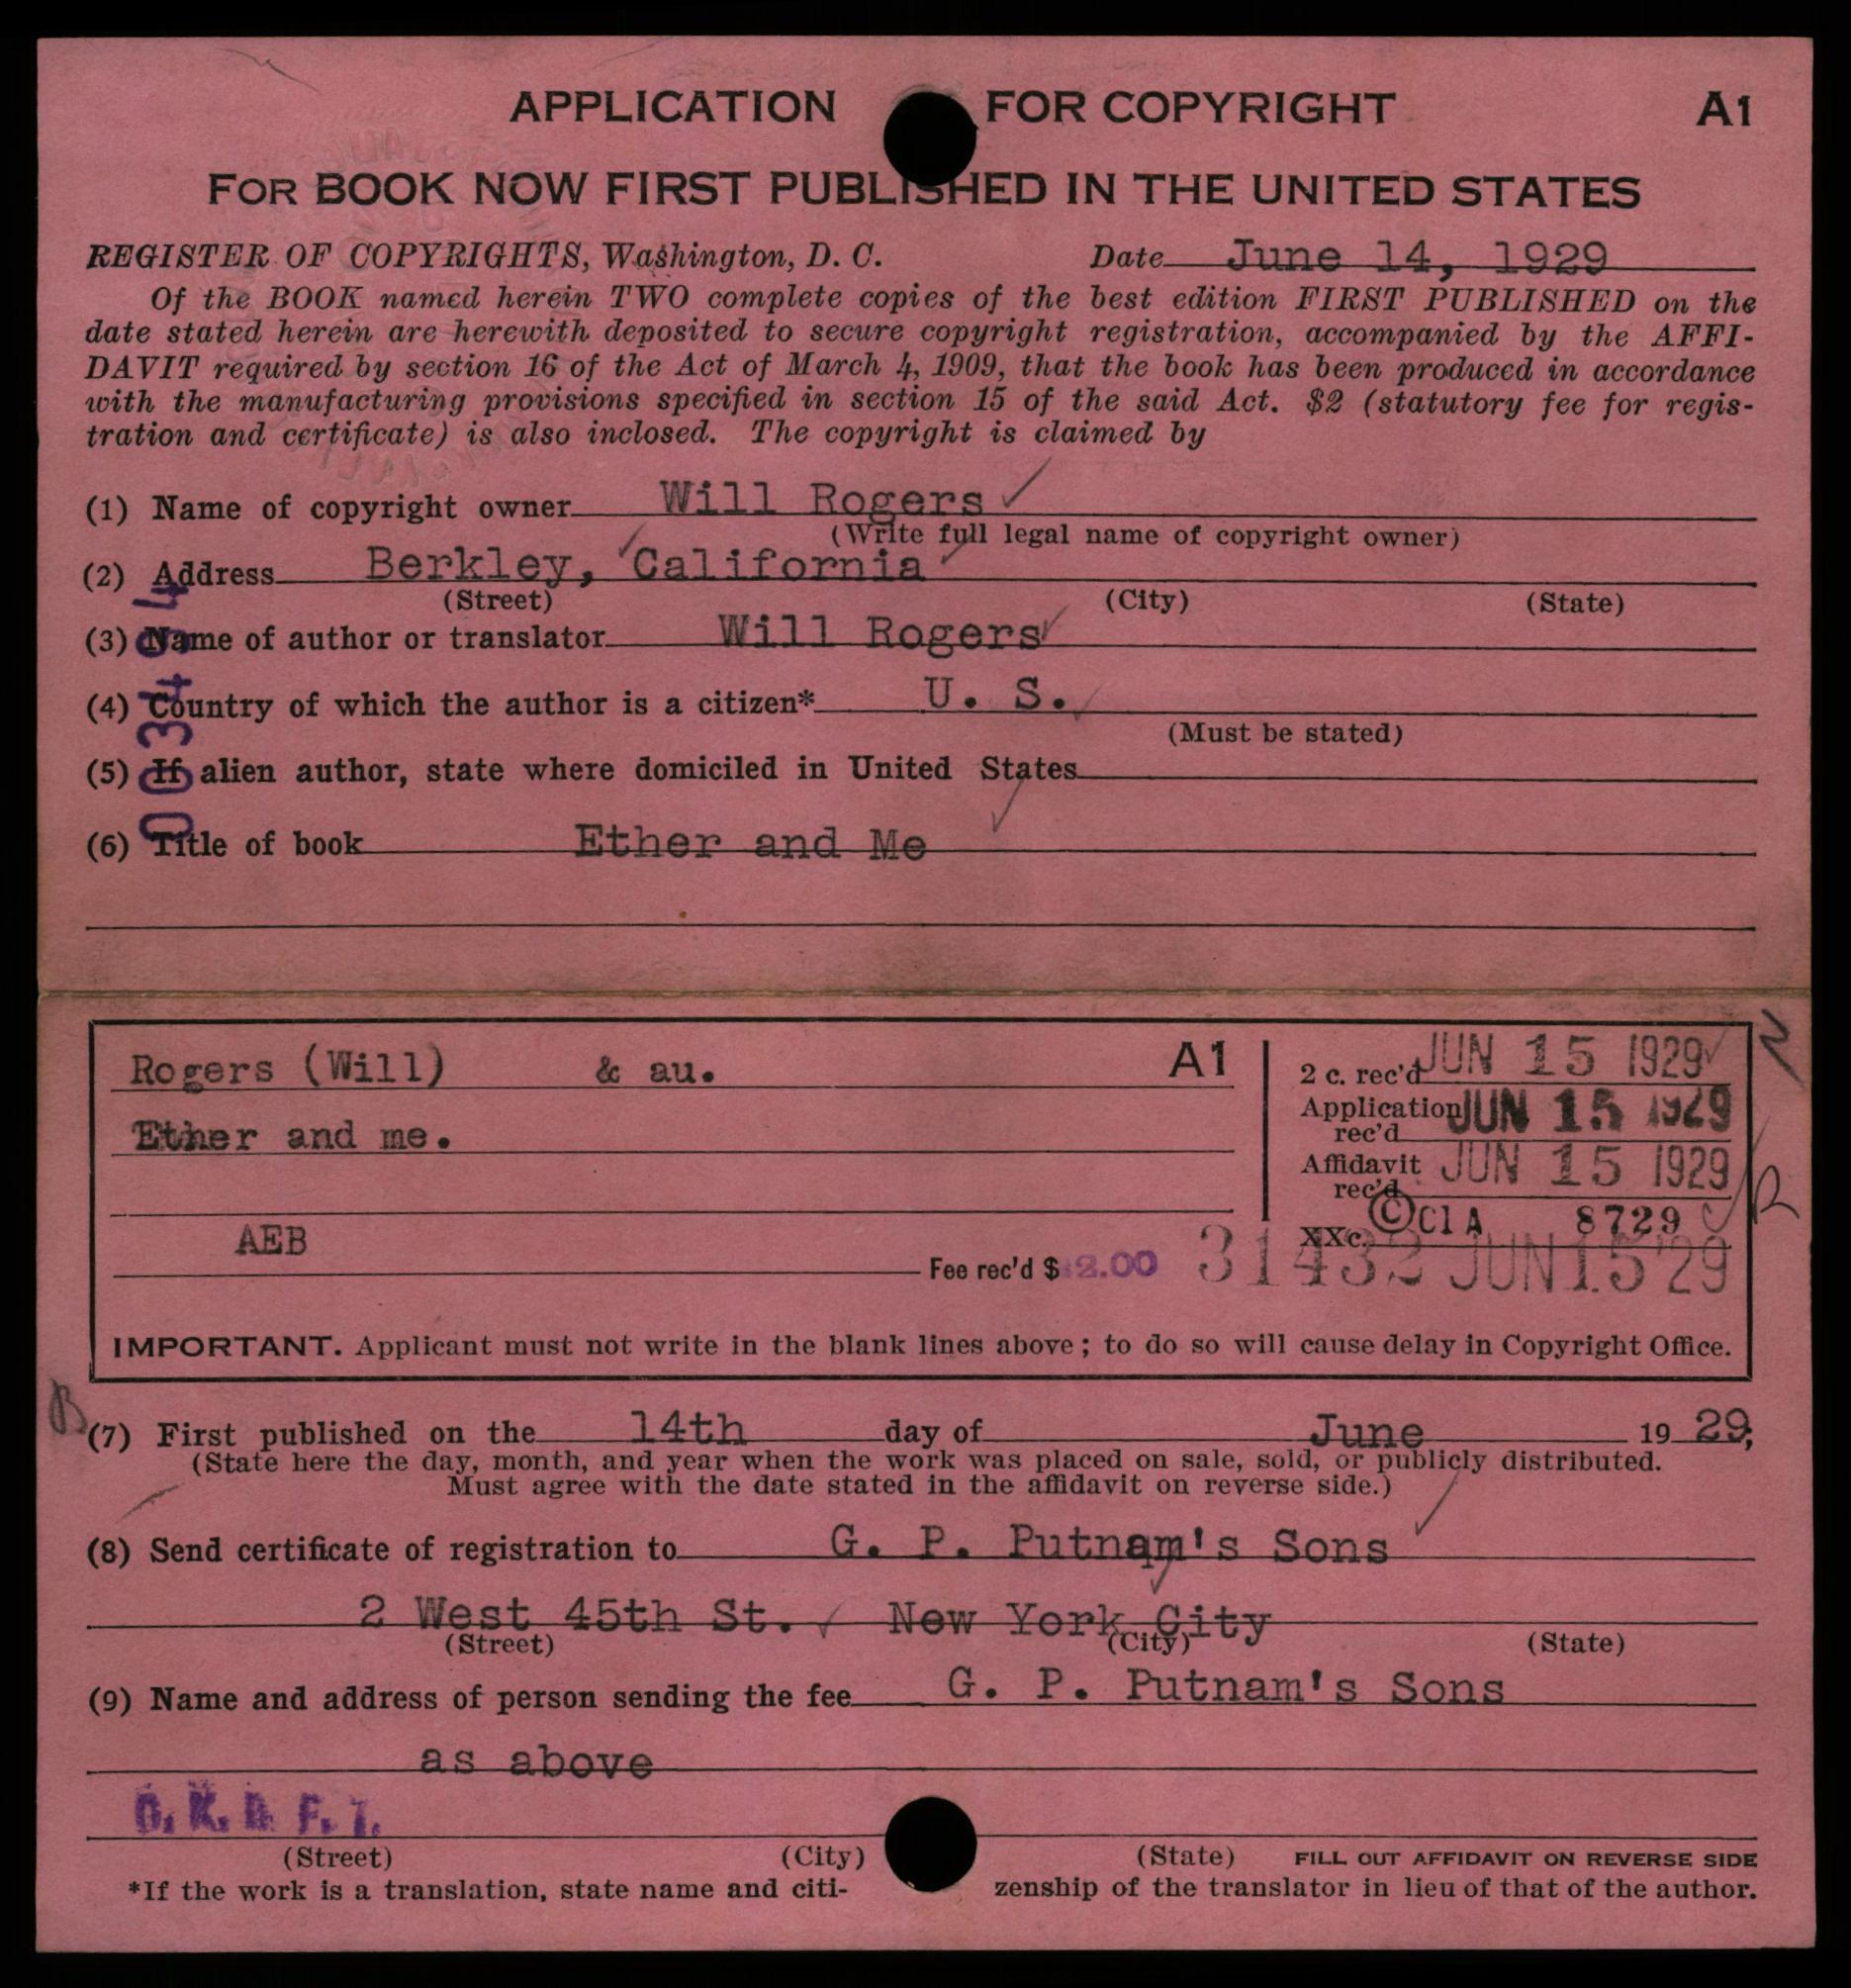 APPLICATION FOR COPYRIGHT A1
FOR BOOK NOW FIRST PUBLISHED IN THE UNITED STATES
REGISTER OF COPYRIGHTS, Washington, D. C. Date June 14, 1929
Of the BOOK named herein TWO complete copies of the best edition FIRST PUBLISHED on the
date stated herein are herewith deposited to secure copyright registration, accompanied by the AFFI-
DAVIT required by section 16 of the Act of March 4, 1909, that the book has been produced in accordance
with the manufacturing provisions specified in section 15 of the said Act. $2 (statutory fee for regis-
tration and certificate) is also inclosed. The copyright is claimed by
(1) Name of copyright owner Will Rogers
(Write full legal name of copyright owner)
(2) Address Berkley, California
(Street) (City) (State)
(3) Name of author or translator Will Rogers
(4) Country of which the author is a citizen* U. S.
(Must be stated)
(5) If alien author, state where domiciled in United States
(6) Title of book Ether and Me
Rogers (Will) & au. A1
2 c. rec'd JUN 15 1929
Ether and me.
Application rec'd JUN 15 1929
Affidavit rec'd JUN 15 1929
© Cl A 8729
XXc.
AEB
Fee rec'd $ 2.00 31432 JUN 15 '29
IMPORTANT. Applicant must not write in the blank lines above; to do so will cause delay in Copyright Office.
B
(7) First published on the 14th day of June 19 29;
(State here the day, month, and year when the work was placed on sale, sold, or publicly distributed.
Must agree with the date stated in the affidavit on reverse side.)
(8) Send certificate of registration to G. P. Putnam's Sons
2 West 45th St. New York City
(Street) (City) (State)
(9) Name and address of person sending the fee G. P. Putnam's Sons
as above
(Street) (City) (State) FILL OUT AFFIDAVIT ON REVERSE SIDE
*If the work is a translation, state name and citi- zenship of the translator in lieu of that of the author.